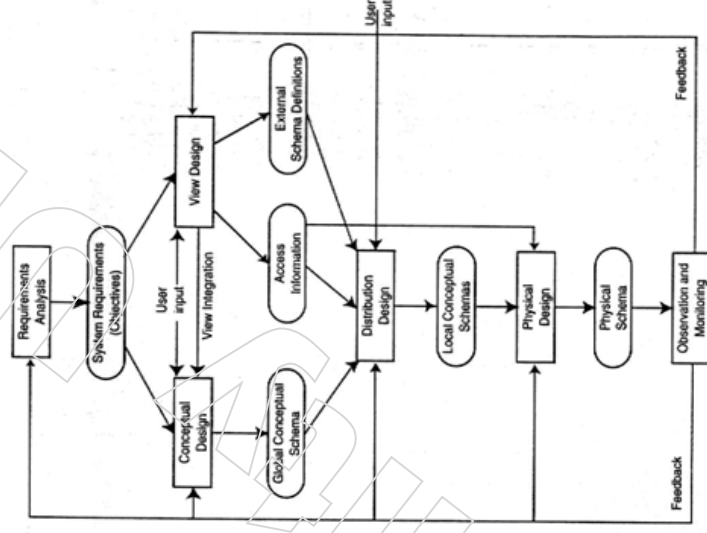 Requirements
Analysis
System Requirements
(Objectives)
User
input
View Integration
Conceptual
Design
View Design
User
input
Global Conceptual
Schema
Access
Information
External
Schema Definitions
Distribution
Design
Local Conceptual
Schemas
Physical
Design
Physical
Schema
Observation and
Monitoring
Feedback
Feedback